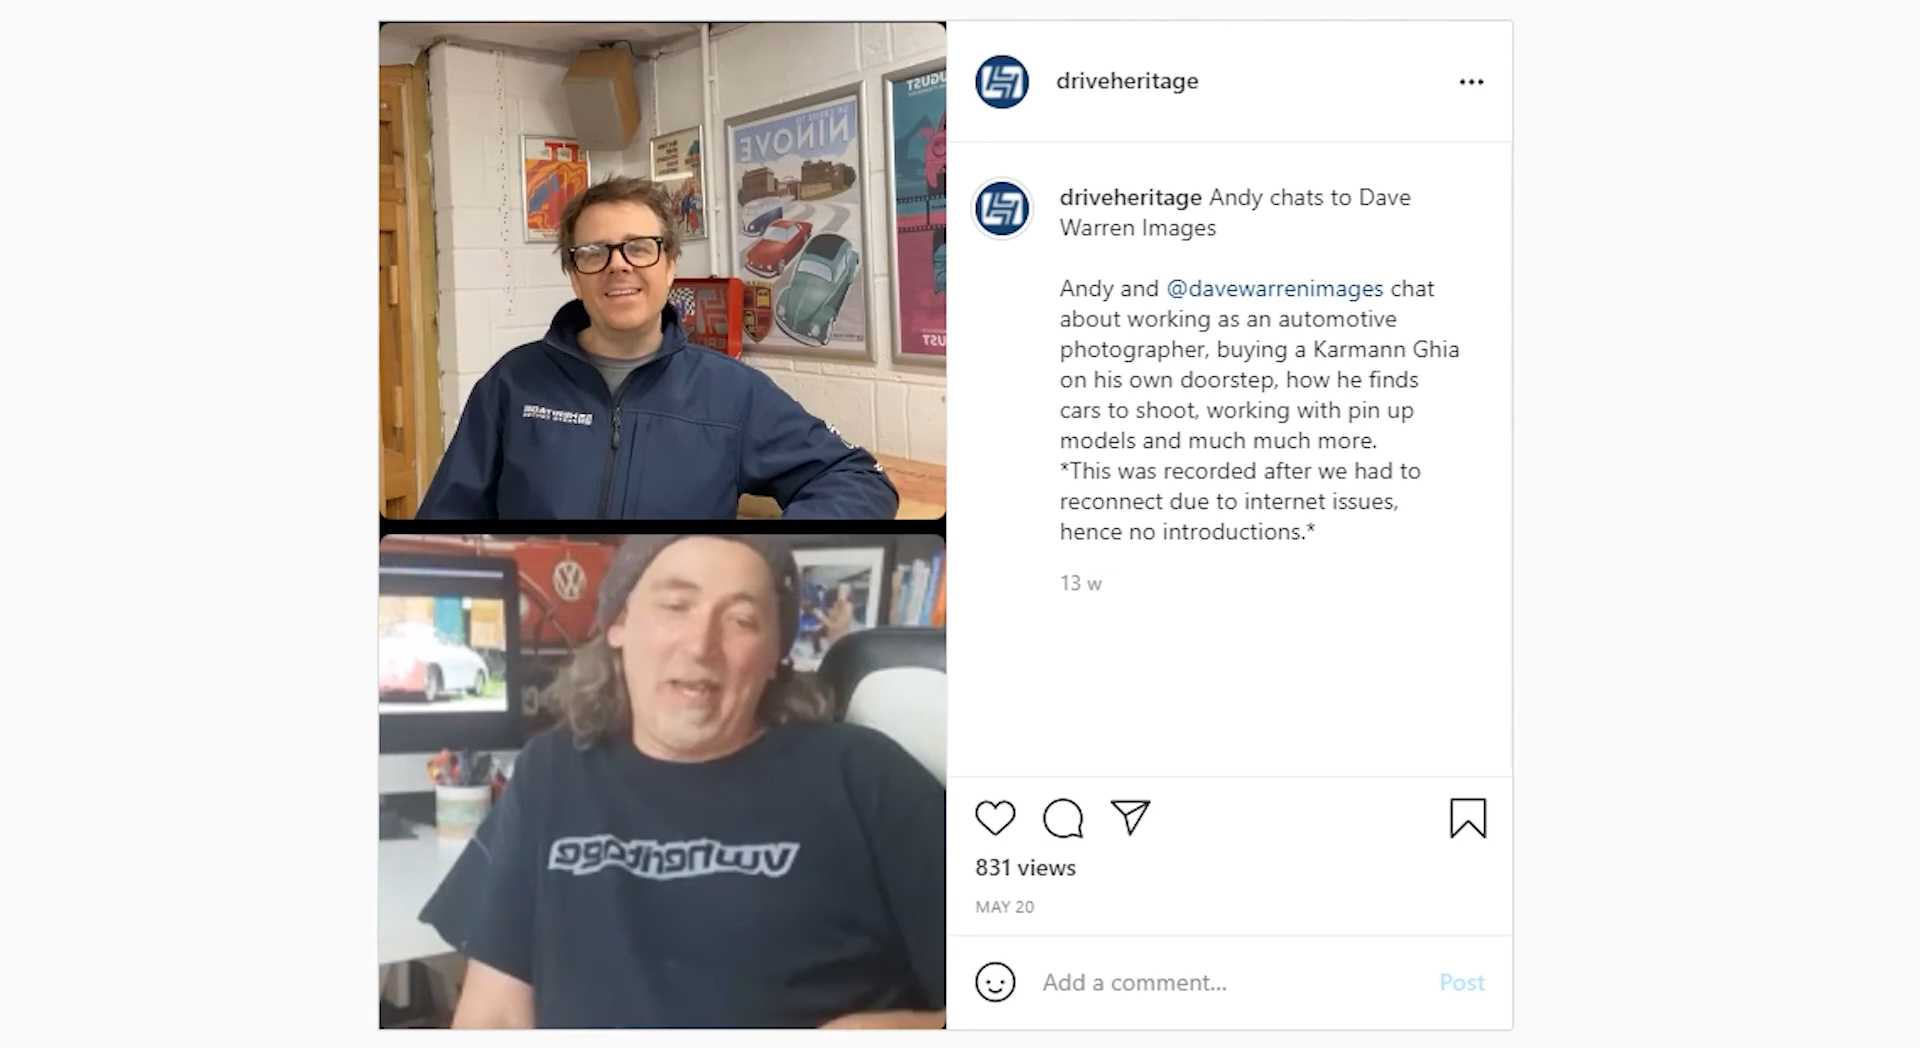 AUGUST
NINOVE
TT
vwheritage
driveheritage
driveheritage Andy chats to Dave
Warren Images
Andy and @davewarrenimages chat
about working as an automotive
photographer, buying a Karmann Ghia
on his own doorstep, how he finds
cars to shoot, working with pin up
models and much much more.
*This was recorded after we had to
reconnect due to internet issues,
hence no introductions.*
13 w
831 views
MAY 20
Add a comment...
Post